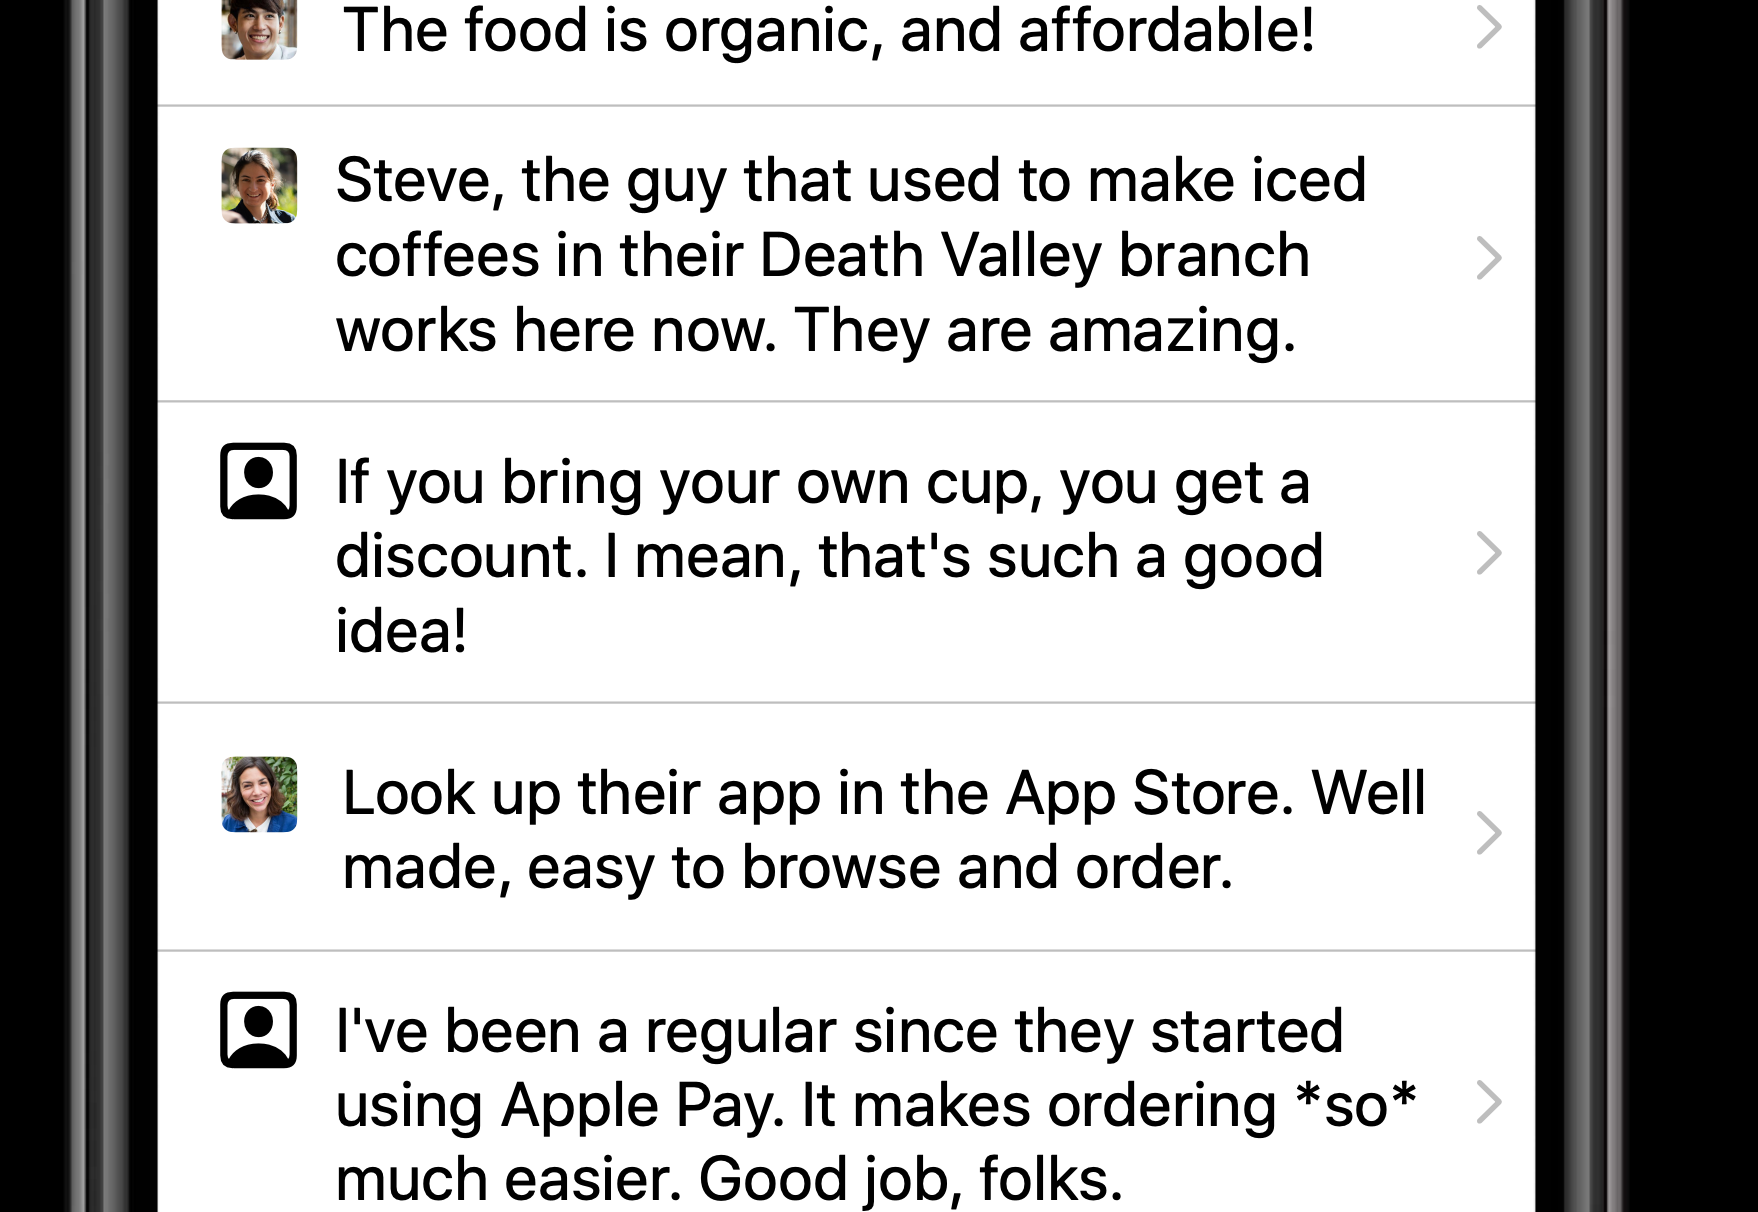 The food is organic, and affordable!
Steve, the guy that used to make iced
coffees in their Death Valley branch
works here now. They are amazing.
If you bring your own cup, you get a
discount. I mean, that's such a good
idea!
Look up their app in the App Store. Well
made, easy to browse and order.
I've been a regular since they started
using Apple Pay. It makes ordering *so*
much easier. Good job, folks.